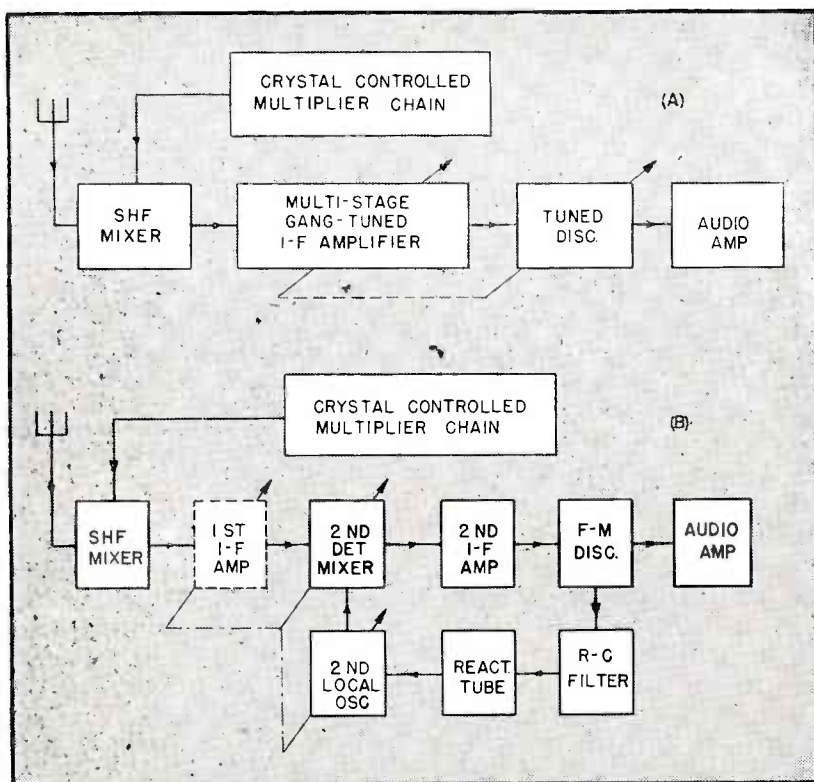 CRYSTAL CONTROLLED
MULTIPLIER CHAIN
(A)
SHF
MIXER
MULTI-STAGE
GANG-TUNED
I-F AMPLIFIER
TUNED
DISC.
AUDIO
AMP
CRYSTAL CONTROLLED
MULTIPLIER CHAIN
(B)
SHF
MIXER
1 ST
I-F
AMP
2 ND
DET
MIXER
2 ND
I-F
AMP
F-M
DISC.
AUDIO
AMP
2 ND
LOCAL
OSC
REACT.
TUBE
R-C
FILTER